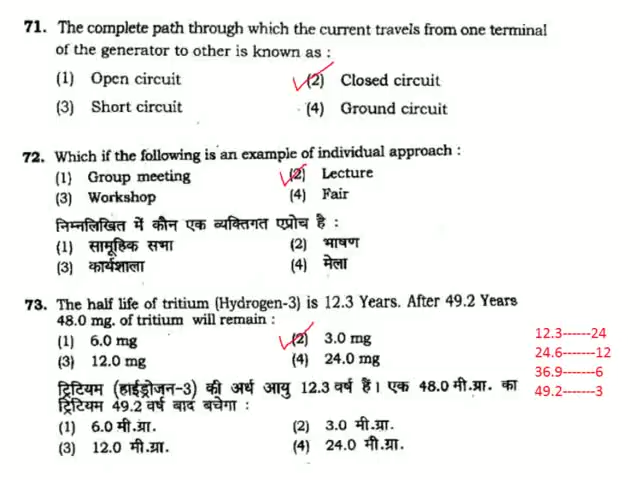 71. The complete path through which the current travels from one terminal
of the generator to other is known as :
(1) Open circuit (2) Closed circuit
(3) Short circuit (4) Ground circuit
72. Which if the following is an example of individual approach :
(1) Group meeting (2) Lecture
(3) Workshop (4) Fair
निम्नलिखित में कौन एक व्यक्तिगत एप्रोच है :
(1) सामूहिक सभा (2) भाषण
(3) कार्यशाला (4) मेला
73. The half life of tritium (Hydrogen-3) is 12.3 Years. After 49.2 Years
48.0 mg. of tritium will remain :
(1) 6.0 mg (2) 3.0 mg
(3) 12.0 mg (4) 24.0 mg
12.3------24
24.6-------12
36.9-------6
49.2-------3
ट्रिटियम (हाईड्रोजन-3) की अर्ध आयु 12.3 वर्ष हैं। एक 48.0 मी.ग्रा. का
ट्रिटियम 49.2 वर्ष बाद बचेगा :
(1) 6.0 मी.ग्रा. (2) 3.0 मी.ग्रा.
(3) 12.0 मी.ग्रा. (4) 24.0 मी.ग्रा.